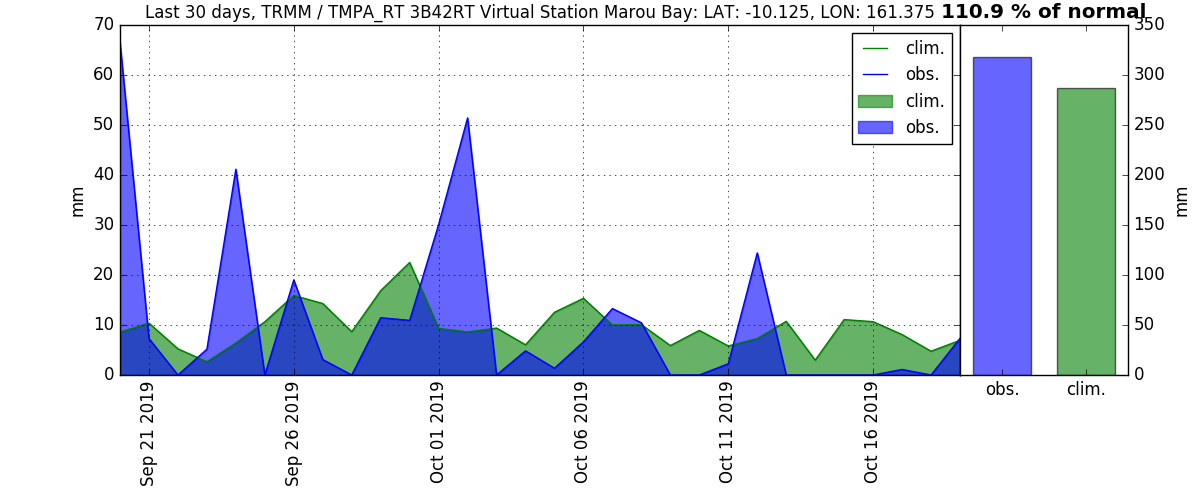 Last 30 days, TRMM / TMPA_RT 3B42RT Virtual Station Marou Bay: LAT: -10.125, LON: 161.375 110.9 % of normal
70
60
50
40
30
20
10
0
mm
clim.
obs.
clim.
obs.
Sep 21 2019
Sep 26 2019
Oct 01 2019
Oct 06 2019
Oct 11 2019
Oct 16 2019
350
300
250
200
150
100
50
0
mm
obs.
clim.